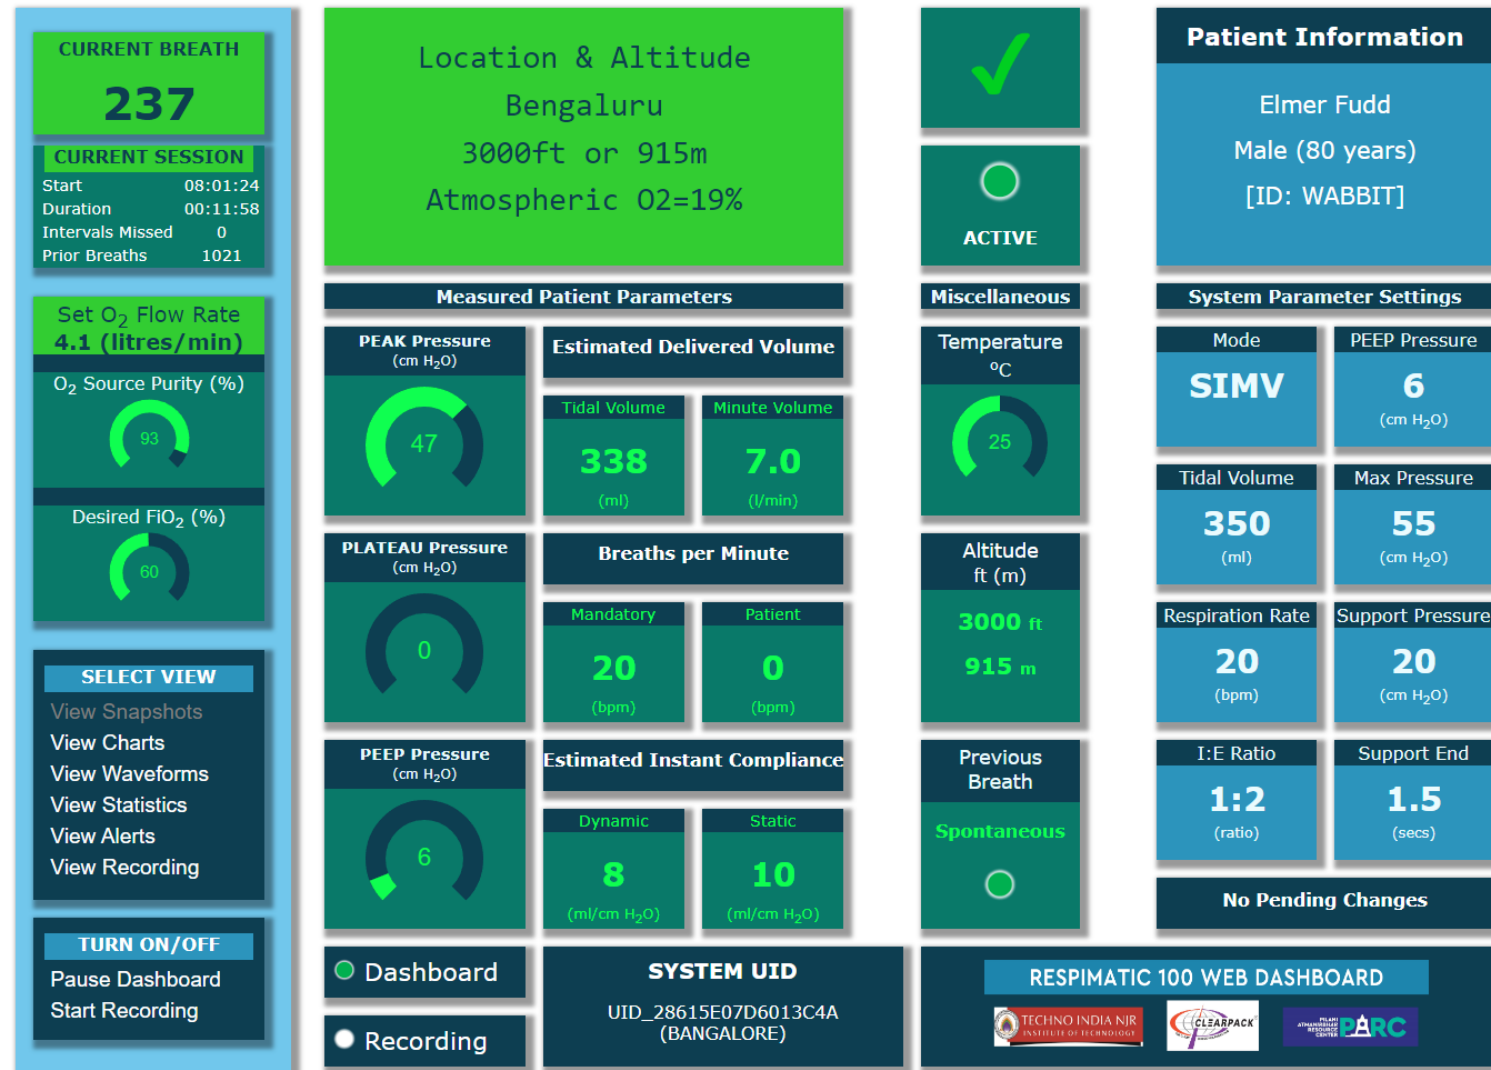 CURRENT BREATH
237
CURRENT SESSION
Start 08:01:24
Duration 00:11:58
Intervals Missed 0
Prior Breaths 1021
Set O₂ Flow Rate
4.1 (litres/min)
O₂ Source Purity (%)
93
Desired FiO₂ (%)
60
SELECT VIEW
View Snapshots
View Charts
View Waveforms
View Statistics
View Alerts
View Recording
TURN ON/OFF
Pause Dashboard
Start Recording
Location & Altitude
Bengaluru
3000ft or 915m
Atmospheric O2=19%
✓
ACTIVE
Patient Information
Elmer Fudd
Male (80 years)
[ID: WABBIT]
Measured Patient Parameters
PEAK Pressure
(cm H₂O)
47
Estimated Delivered Volume
Tidal Volume
338
(ml)
Minute Volume
7.0
(l/min)
PLATEAU Pressure
(cm H₂O)
0
Breaths per Minute
Mandatory
20
(bpm)
Patient
0
(bpm)
PEEP Pressure
(cm H₂O)
6
Estimated Instant Compliance
Dynamic
8
(ml/cm H₂O)
Static
10
(ml/cm H₂O)
Miscellaneous
Temperature
ºC
25
Altitude
ft (m)
3000 ft
915 m
Previous
Breath
Spontaneous
System Parameter Settings
Mode
SIMV
PEEP Pressure
6
(cm H₂O)
Tidal Volume
350
(ml)
Max Pressure
55
(cm H₂O)
Respiration Rate
20
(bpm)
Support Pressure
20
(cm H₂O)
I:E Ratio
1:2
(ratio)
Support End
1.5
(secs)
No Pending Changes
Dashboard
Recording
SYSTEM UID
UID_28615E07D6013C4A
(BANGALORE)
RESPIMATIC 100 WEB DASHBOARD
TECHNO INDIA NJR
INSTITUTE OF TECHNOLOGY
CLEARPACK
PILANI
ATMANIRBHAR
RESOURCE
CENTER
PARC